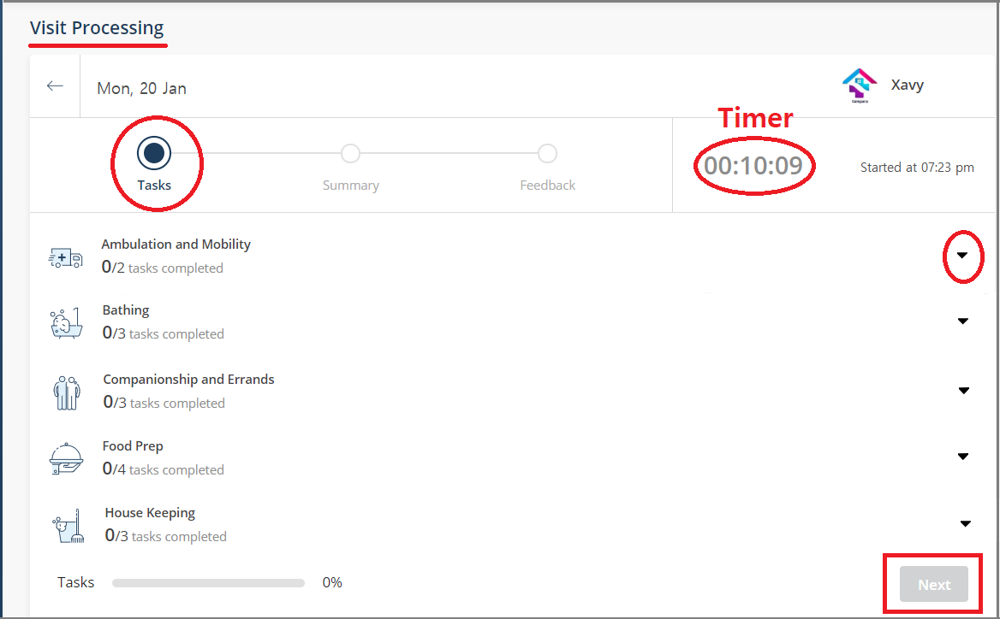 Visit Processing
Mon, 20 Jan
Xavy
Timer
00:10:09
Started at 07:23 pm
Tasks
Summary
Feedback
Ambulation and Mobility
0/2 tasks completed
Bathing
0/3 tasks completed
Companionship and Errands
0/3 tasks completed
Food Prep
0/4 tasks completed
House Keeping
0/3 tasks completed
Tasks 0%
Next